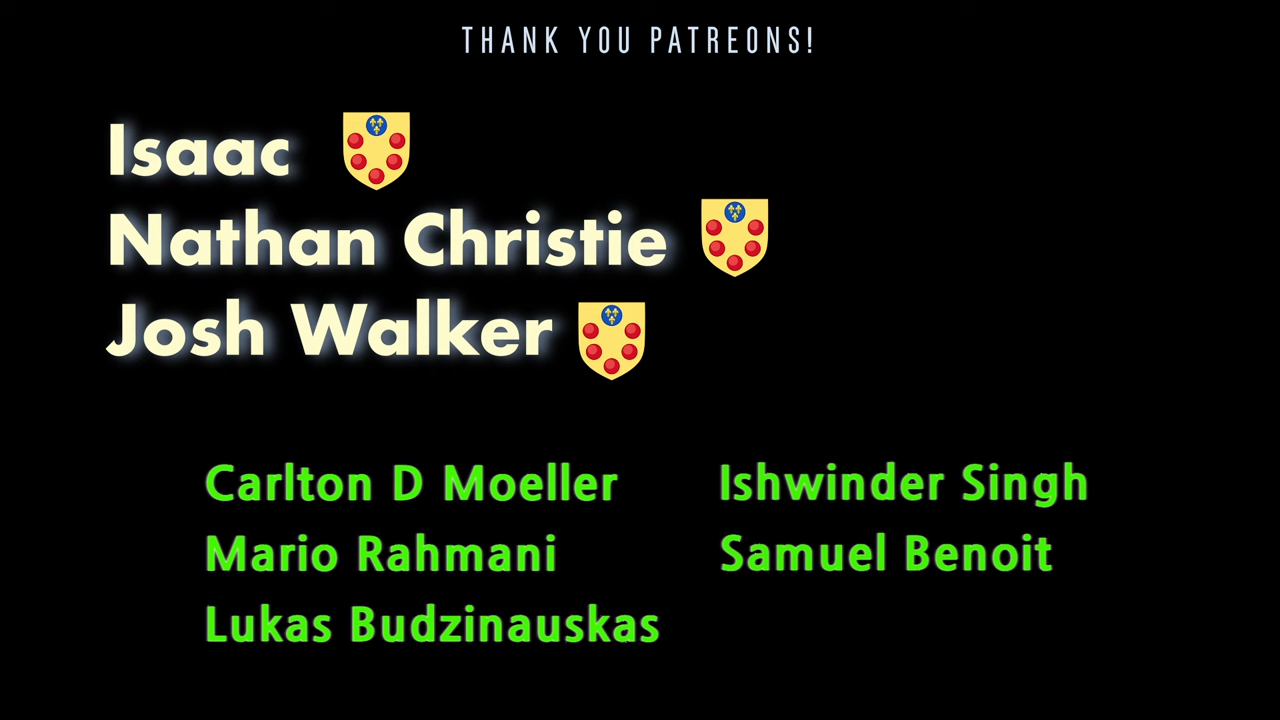 THANK YOU PATREONS!
Isaac
Nathan Christie
Josh Walker
Carlton D Moeller
Mario Rahmani
Lukas Budzinauskas
Ishwinder Singh
Samuel Benoit